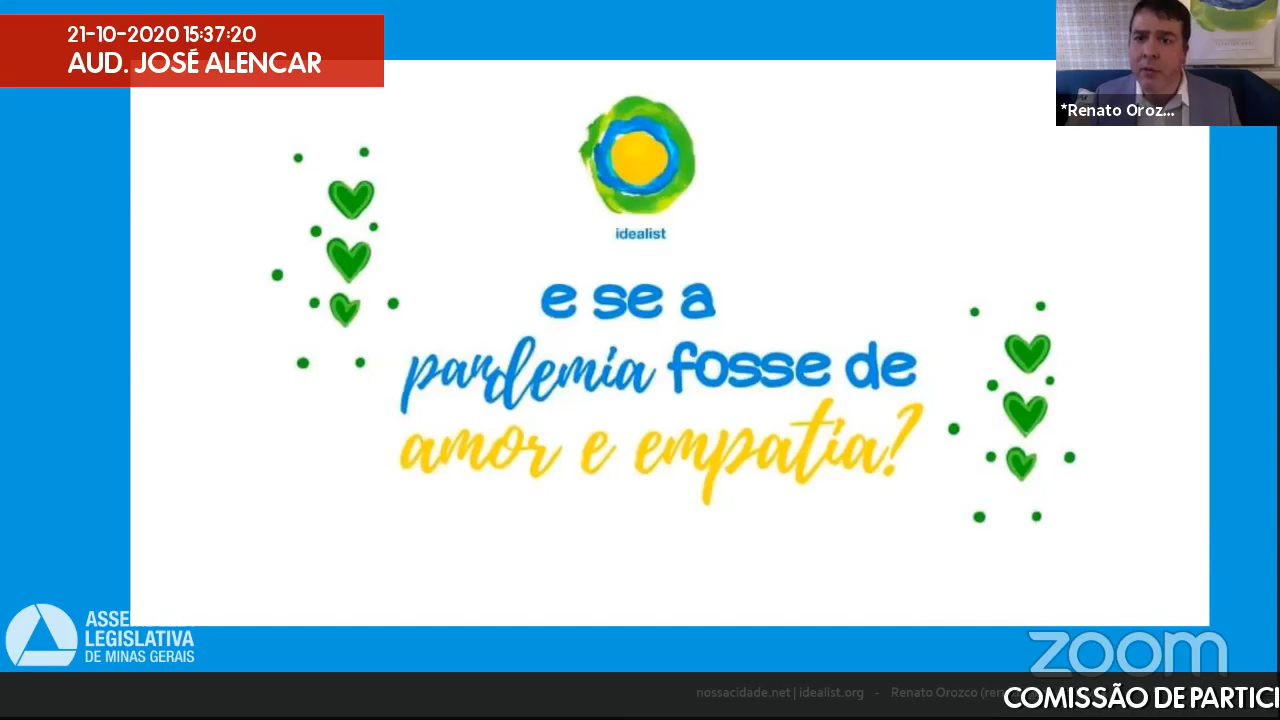 21-10-2020 15:37:20
AUD. JOSÉ ALENCAR
*Renato Oroz...
idealist
e se a
pandemia fosse de
amor e empatia?
ASSEMBLEIA
LEGISLATIVA
DE MINAS GERAIS
zoom
nossacidade.net | idealist.org - Renato Orozco
COMISSÃO DE PARTICI